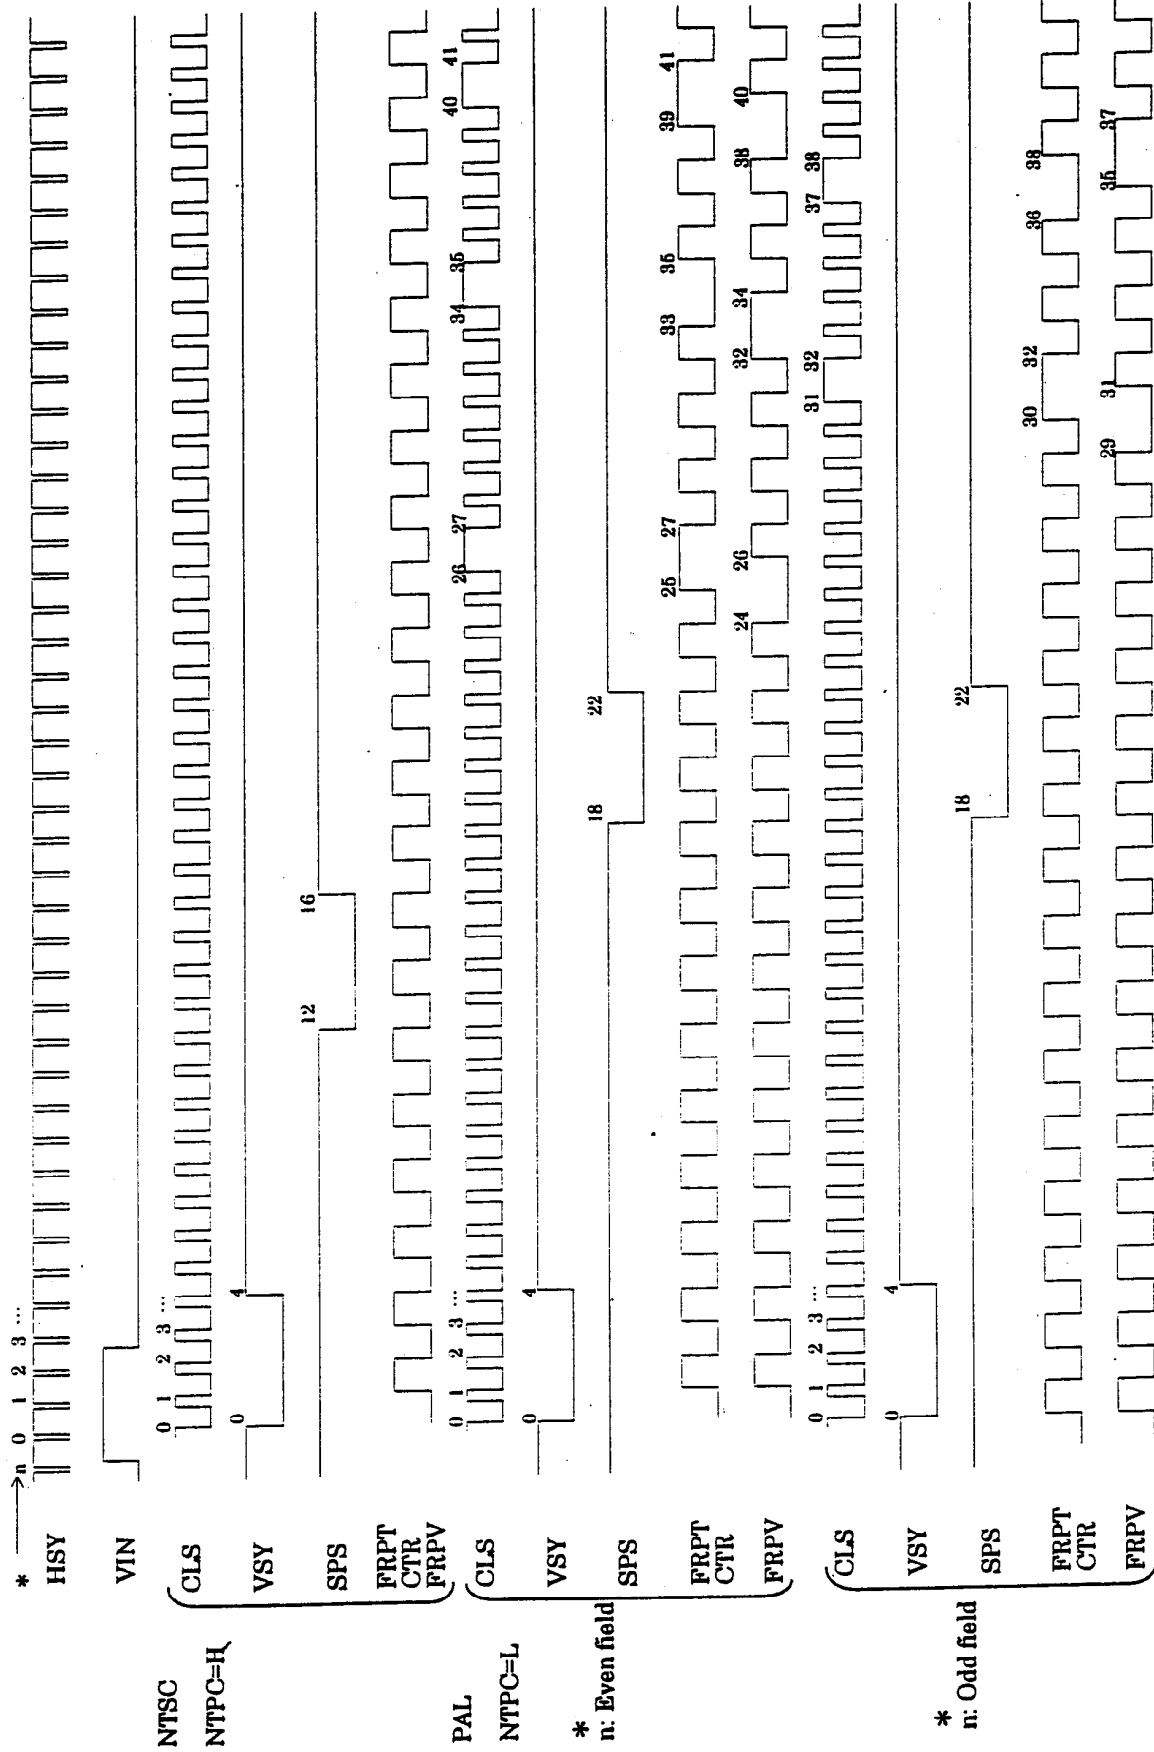 * n 0 1 2 3 ...
HSY
VIN
NTSC
NTPC=H
CLS 0 1 2 3 ...
VSY 0 4
SPS 12 16
FRPT
CTR
FRPV
PAL
NTPC=L
*
n: Even field
CLS 0 1 2 3 ... 26 27 34 35 40 41
VSY 0 4
SPS 18 22
FRPT
CTR 25 27 33 35 39 41
FRPV 24 26 32 34 38 40
*
n: Odd field
CLS 0 1 2 3 ... 31 32 37 38
VSY 0 4
SPS 18 22
FRPT
CTR 30 32 36 38
FRPV 29 31 35 37